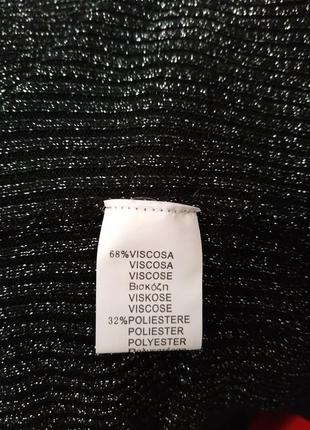 68%VISCOSA
VISCOSA
VISCOSE
Βισκόζη
VISKOSE
VISCOSE
32%POLIESTERE
POLIESTER
POLYESTER